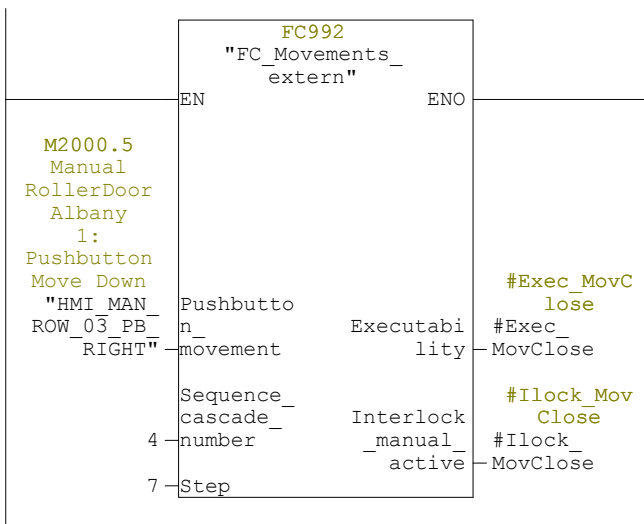 FC992
"FC_Movements_
extern"
EN
ENO
M2000.5
Manual
RollerDoor
Albany
1:
Pushbutton
Move Down
"HMI_MAN_
ROW_03_PB_
RIGHT"
Pushbutto
n_
movement
Executabi
lity
#Exec_MovC
lose
#Exec_
MovClose
Sequence_
cascade_
number
4
Interlock
_manual_
active
#Ilock_Mov
Close
#Ilock_
MovClose
7
Step